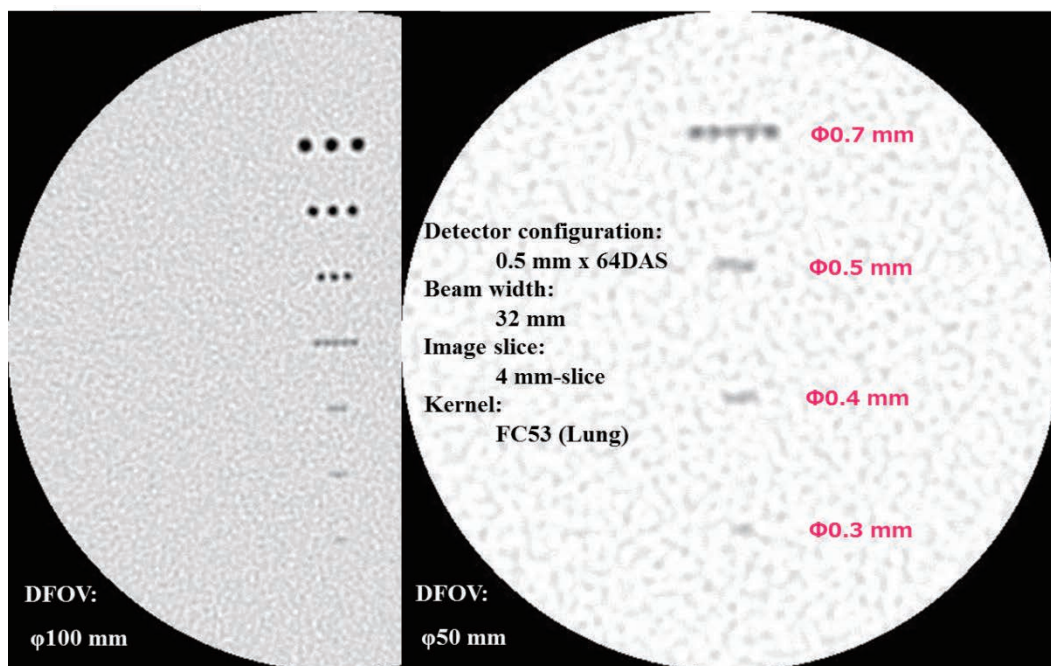 Φ0.7 mm
Detector configuration:
0.5 mm x 64DAS
Φ0.5 mm
Beam width:
32 mm
Image slice:
4 mm-slice
Φ0.4 mm
Kernel:
FC53 (Lung)
Φ0.3 mm
DFOV:
φ100 mm
DFOV:
φ50 mm